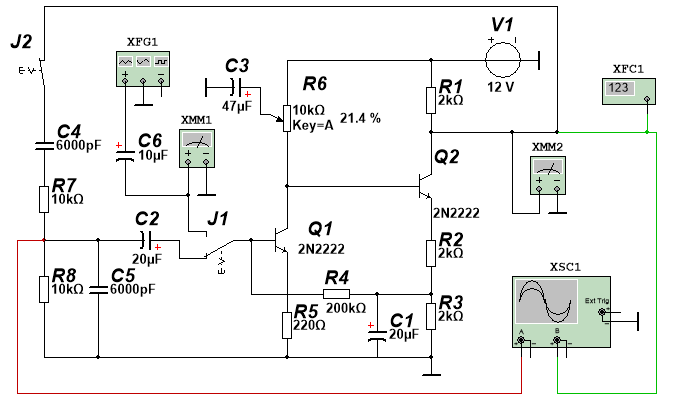 J2
E-V-
XFG1
C3
47µF
R6
10kΩ
Key=A
21.4 %
V1
12 V
R1
2kΩ
XFC1
123
C4
6000pF
C6
10µF
XMM1
Q2
2N2222
XMM2
R7
10kΩ
C2
20µF
J1
E-V-
Q1
2N2222
R2
2kΩ
R8
10kΩ
C5
6000pF
R4
200kΩ
R5
220Ω
C1
20µF
R3
2kΩ
XSC1
Ext Trig
A
B